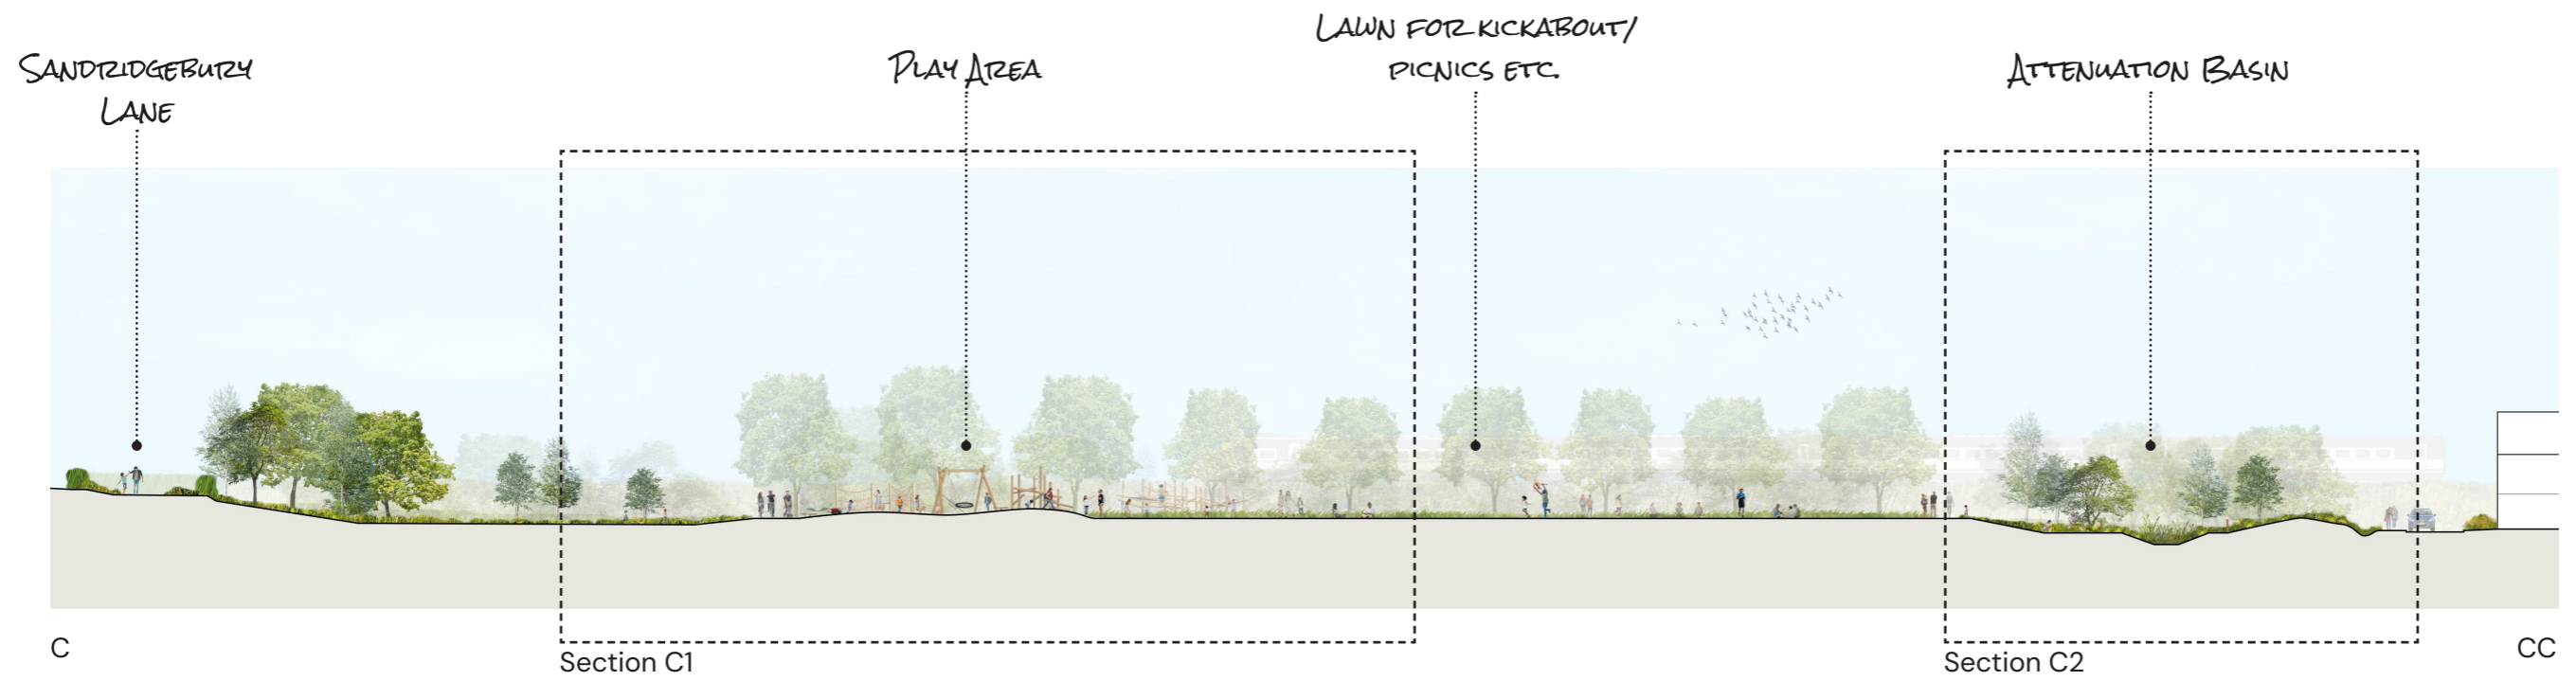 Sandridgebury
Lane
Play Area
Lawn for kickabout/
picnics etc.
Attenuation Basin
C
Section C1
Section C2
CC